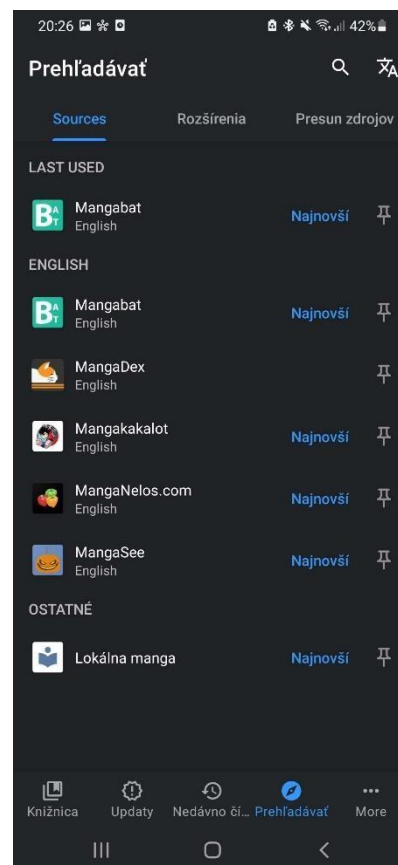 20:26 42%
Prehľadávať
Sources Rozšírenia Presun zdrojov
LAST USED
Mangabat
English
Najnovší
ENGLISH
Mangabat
English
Najnovší
MangaDex
English
Mangakakalot
English
Najnovší
MangaNelos.com
English
Najnovší
MangaSee
English
Najnovší
OSTATNÉ
Lokálna manga Najnovší
Knižnica Updaty Nedávno čí... Prehľadávať More